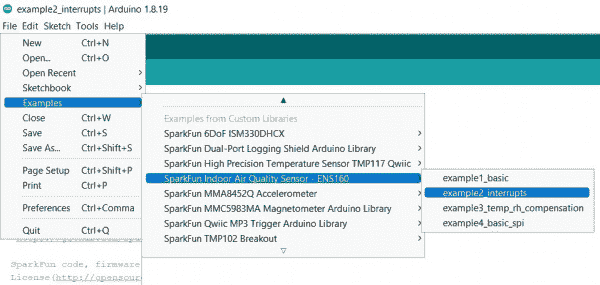 example2_interrupts | Arduino 1.8.19
File Edit Sketch Tools Help
New Ctrl+N
Open... Ctrl+O
Open Recent
Sketchbook
Examples
Close Ctrl+W
Save Ctrl+S
Save As... Ctrl+Shift+S
Page Setup Ctrl+Shift+P
Print Ctrl+P
Preferences Ctrl+Comma
Quit Ctrl+Q
Examples from Custom Libraries
SparkFun 6DoF ISM330DHCX
SparkFun Dual-Port Logging Shield Arduino Library
SparkFun High Precision Temperature Sensor TMP117 Qwiic
SparkFun Indoor Air Quality Sensor - ENS160
SparkFun MMA8452Q Accelerometer
SparkFun MMC5983MA Magnetometer Arduino Library
SparkFun Qwiic MP3 Trigger Arduino Library
SparkFun TMP102 Breakout
example1_basic
example2_interrupts
example3_temp_rh_compensation
example4_basic_spi
SparkFun code, firmware
License(http://opensour